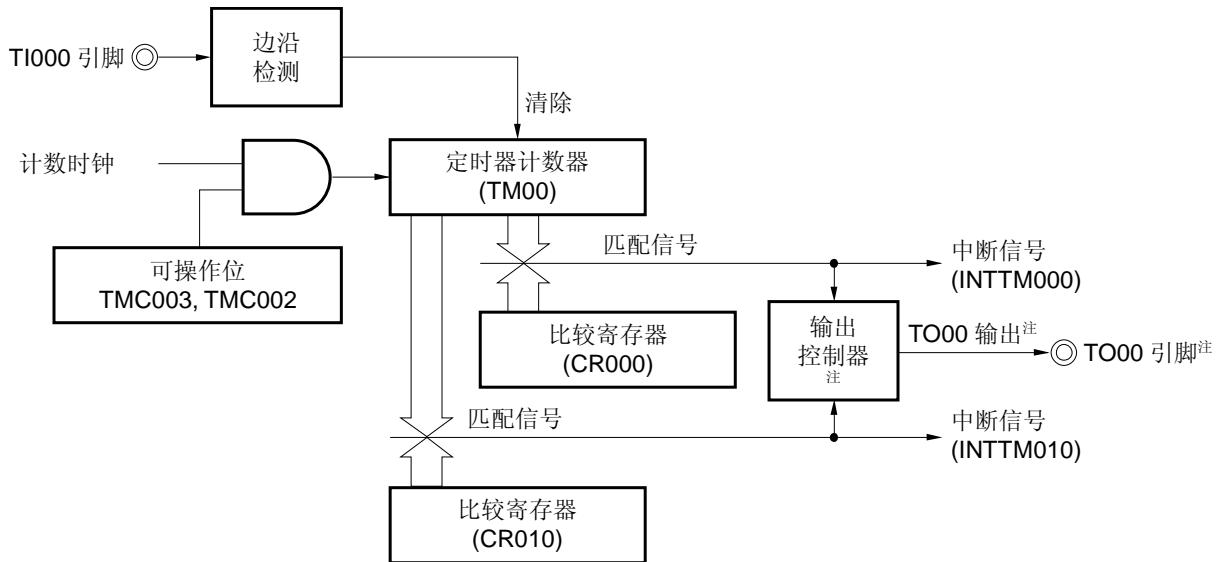 TI000 引脚
边沿
检测
清除
计数时钟
定时器计数器
(TM00)
可操作位
TMC003, TMC002
匹配信号
中断信号
(INTTM000)
比较寄存器
(CR000)
输出
控制器
注
TO00 输出注
TO00 引脚注
匹配信号
中断信号
(INTTM010)
比较寄存器
(CR010)